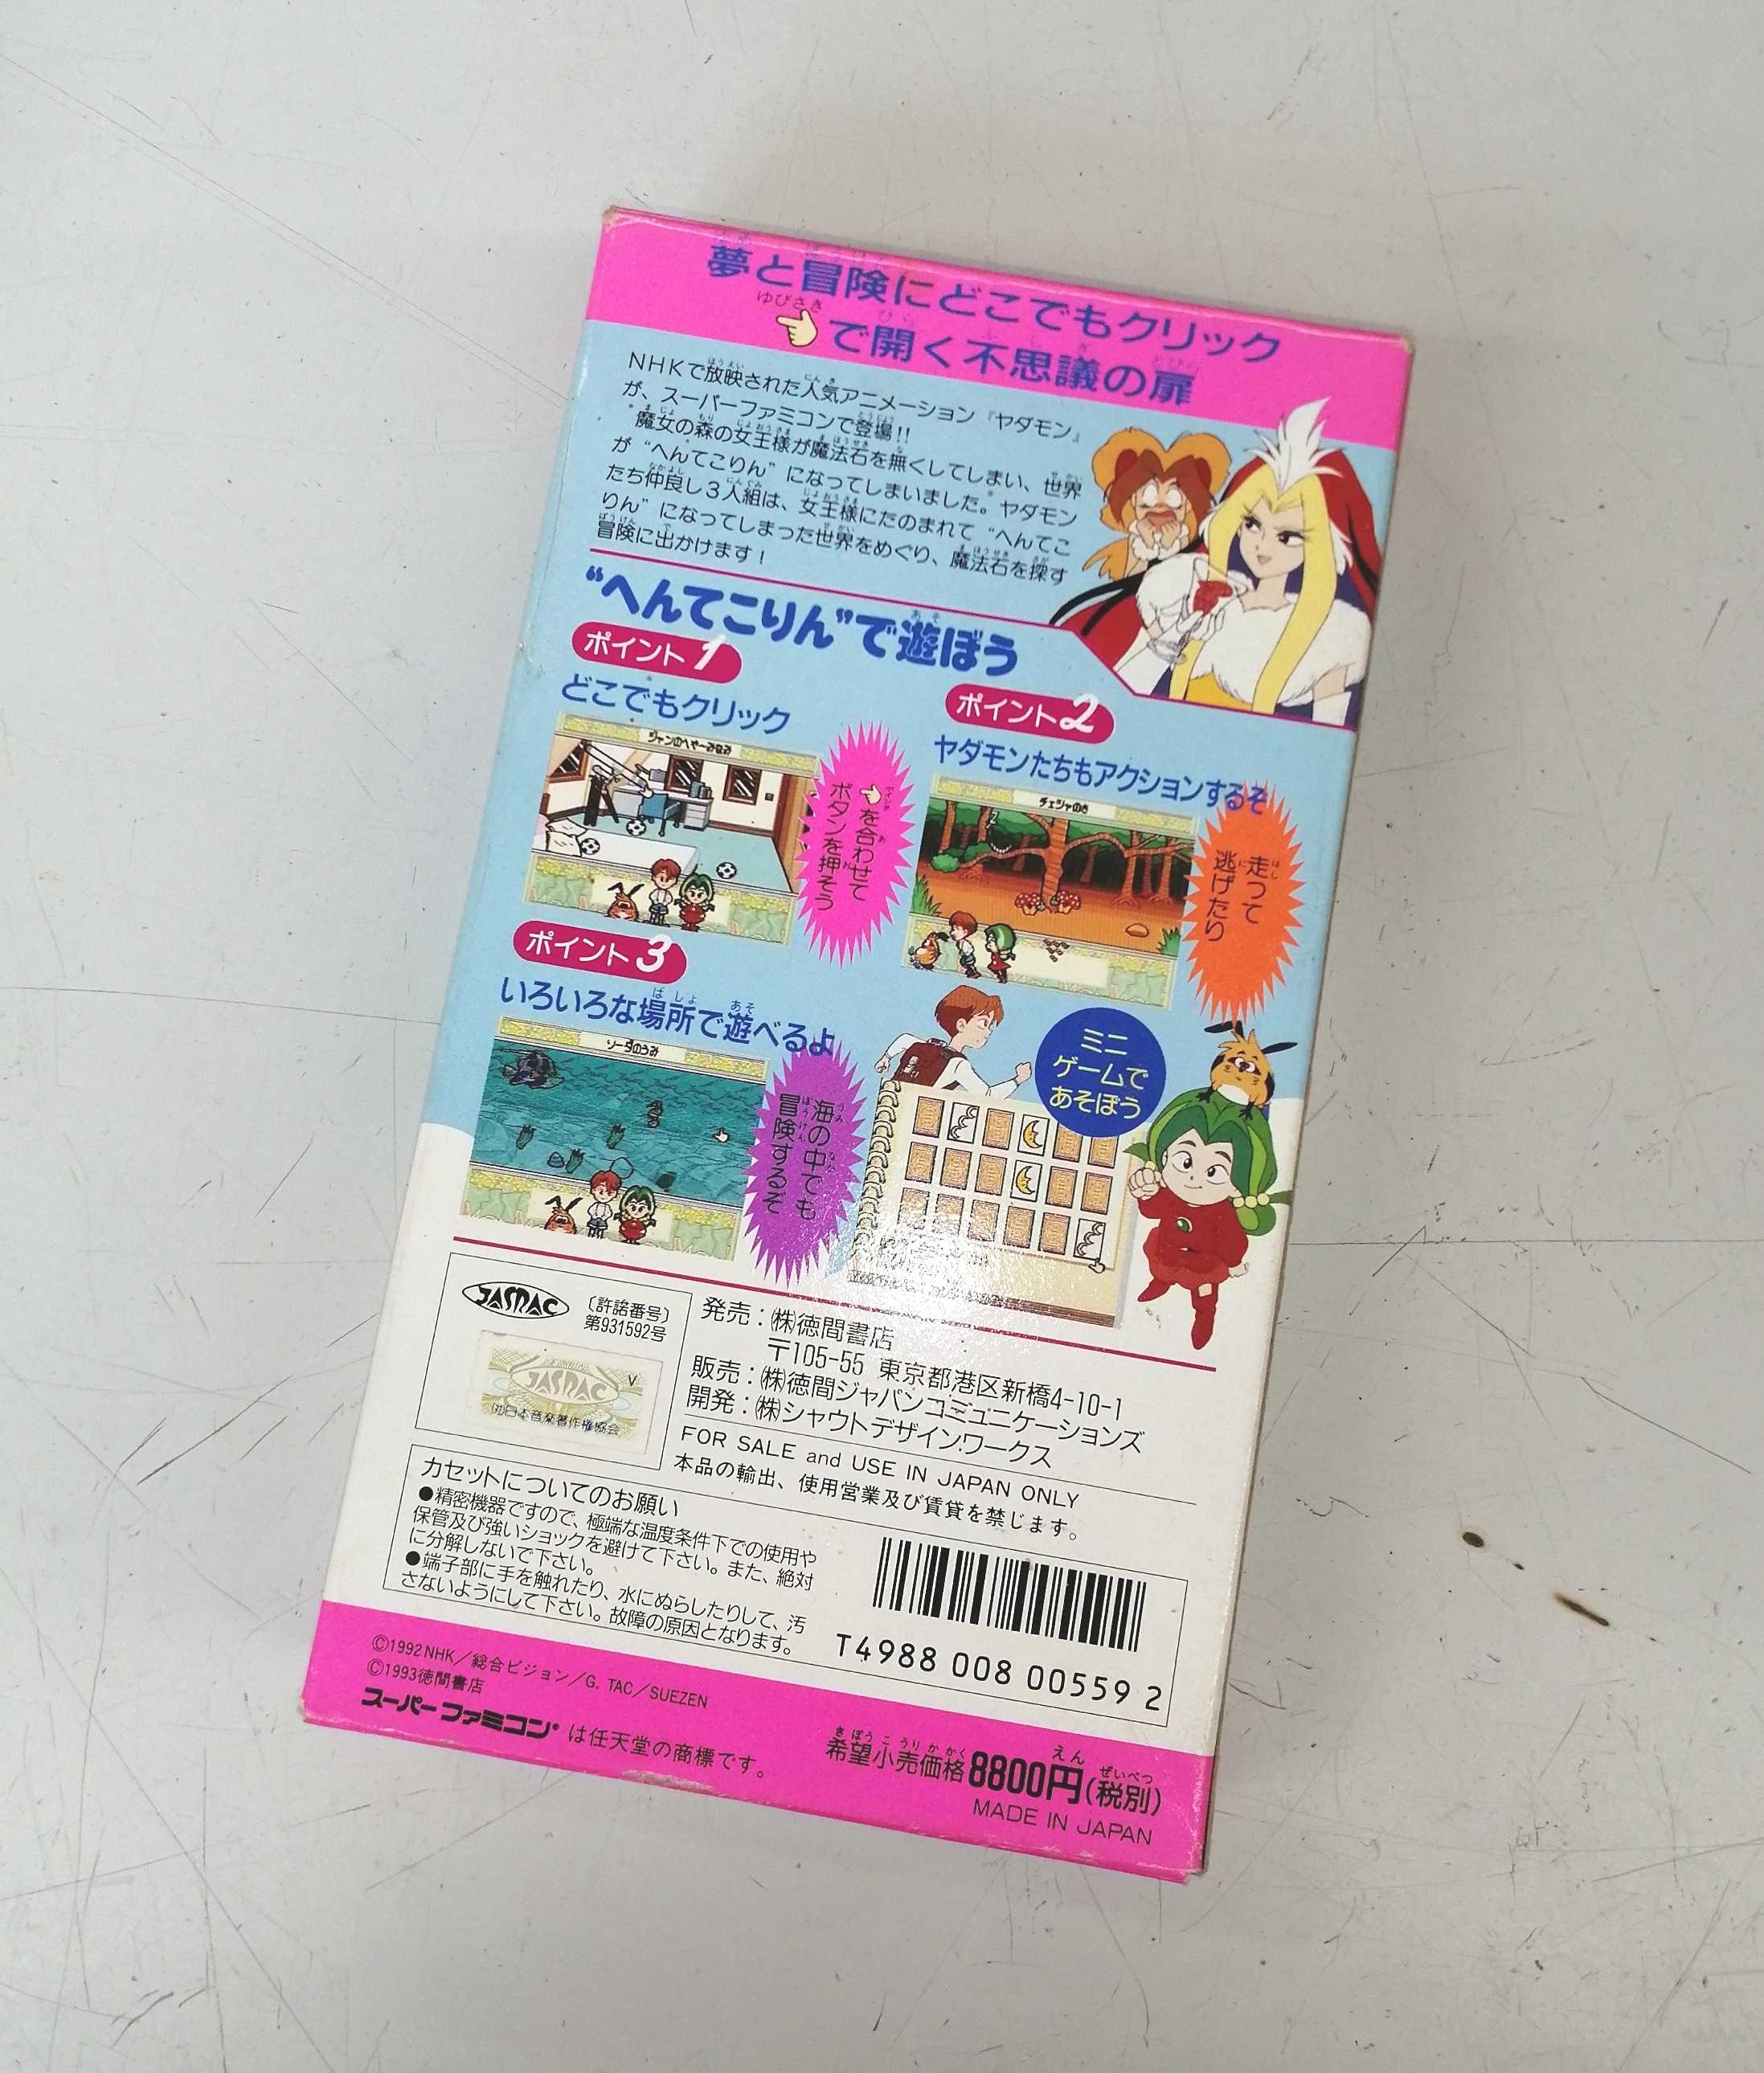 夢と冒険にどこでもクリック
ゆびさき
で開く不思議の扉
NHKで放映された人気アニメーション『ヤダモン』
が、スーパーファミコンで登場!!
魔女の森の女王様が魔法石を無くしてしまい、世界
が“へんてこりん”になってしまいました。ヤダモン
たち仲良し3人組は、女王様にたのまれて“へんてこ
りん”になってしまった世界をめぐり、魔法石を探す
冒険に出かけます!
“へんてこりん”で遊ぼう
ポイント1
どこでもクリック
ジャンのへや－みなみ
を合わせて
ボタンを押そう
ポイント2
ヤダモンたちもアクションするぞ
チェシャのき
走って
逃げたり
ポイント3
いろいろな場所で遊べるよ
ソーダのうみ
海の中でも
冒険するぞ
ミニ
ゲームで
あそぼう
JASRAC
〔許諾番号〕
第931592号
JASRAC
V
(社)日本音楽著作権協会
発売：㈱徳間書店
〒105-55 東京都港区新橋4-10-1
販売：㈱徳間ジャパンコミュニケーションズ
開発：㈱シャウトデザインワークス
FOR SALE and USE IN JAPAN ONLY
本品の輸出、使用営業及び賃貸を禁じます。
カセットについてのお願い
●精密機器ですので、極端な温度条件下での使用や
保管及び強いショックを避けて下さい。また、絶対
に分解しないで下さい。
●端子部に手を触れたり、水にぬらしたりして、汚
さないようにして下さい。故障の原因となります。
T4988 008 00559 2
©1992 NHK／総合ビジョン／G. TAC／SUEZEN
©1993徳間書店
スーパーファミコン®は任天堂の商標です。
希望小売価格8800円(税別)
MADE IN JAPAN